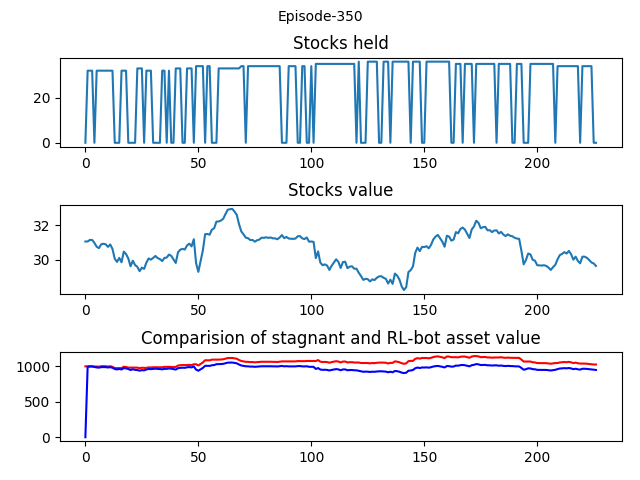 Episode-350
Stocks held
20
0
0 50 100 150 200
Stocks value
32
30
0 50 100 150 200
Comparision of stagnant and RL-bot asset value
1000
500
0
0 50 100 150 200